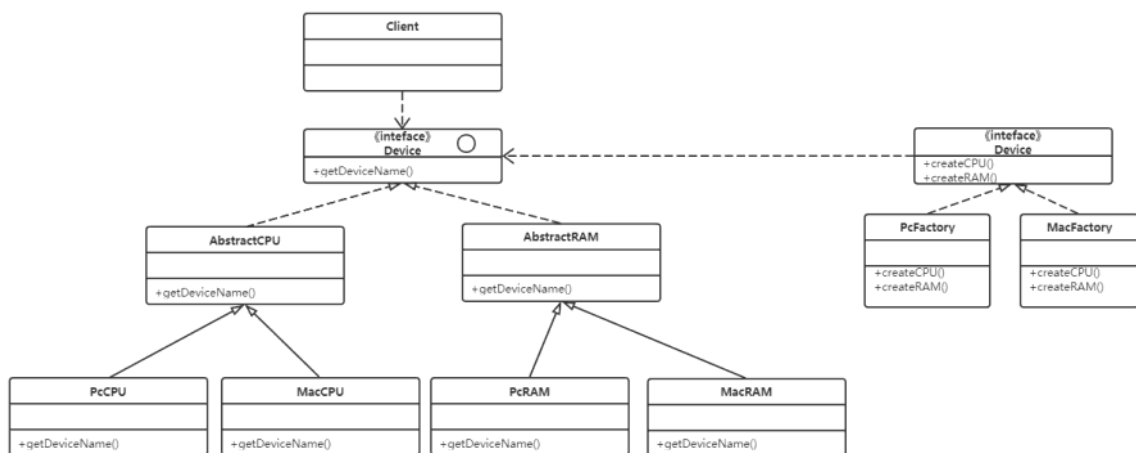 Client
《inteface》
Device
+getDeviceName()
《inteface》
Device
+createCPU()
+createRAM()
AbstractCPU
+getDeviceName()
AbstractRAM
+getDeviceName()
PcFactory
+createCPU()
+createRAM()
MacFactory
+createCPU()
+createRAM()
PcCPU
+getDeviceName()
MacCPU
+getDeviceName()
PcRAM
+getDeviceName()
MacRAM
+getDeviceName()